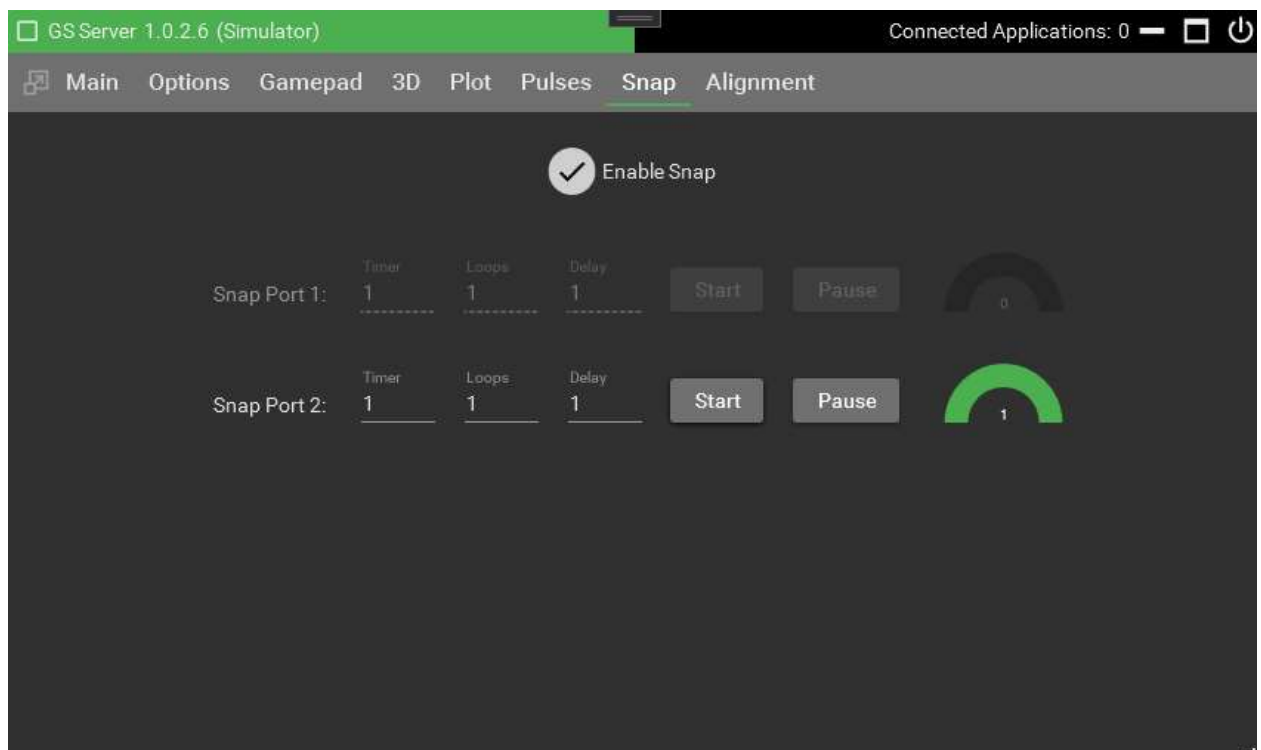 GS Server 1.0.2.6 (Simulator) Connected Applications: 0
Main Options Gamepad 3D Plot Pulses Snap Alignment
Enable Snap
Timer Loops Delay
Snap Port 1: 1 1 1 Start Pause 0
Timer Loops Delay
Snap Port 2: 1 1 1 Start Pause 1